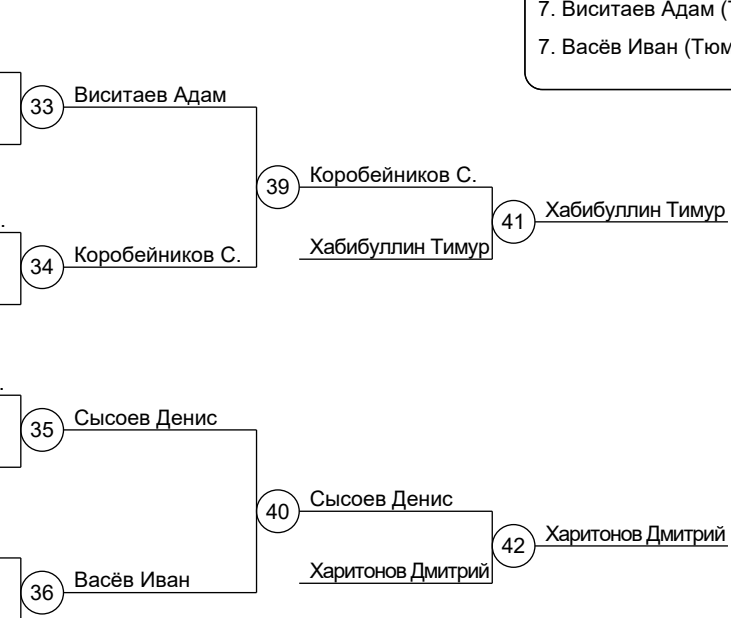 7. Виситаев Адам (
7. Васёв Иван (Тюм
33 Виситаев Адам
39 Коробейников С.
41 Хабибуллин Тимур
Хабибуллин Тимур
34 Коробейников С.
35 Сысоев Денис
40 Сысоев Денис
42 Харитонов Дмитрий
Харитонов Дмитрий
36 Васёв Иван